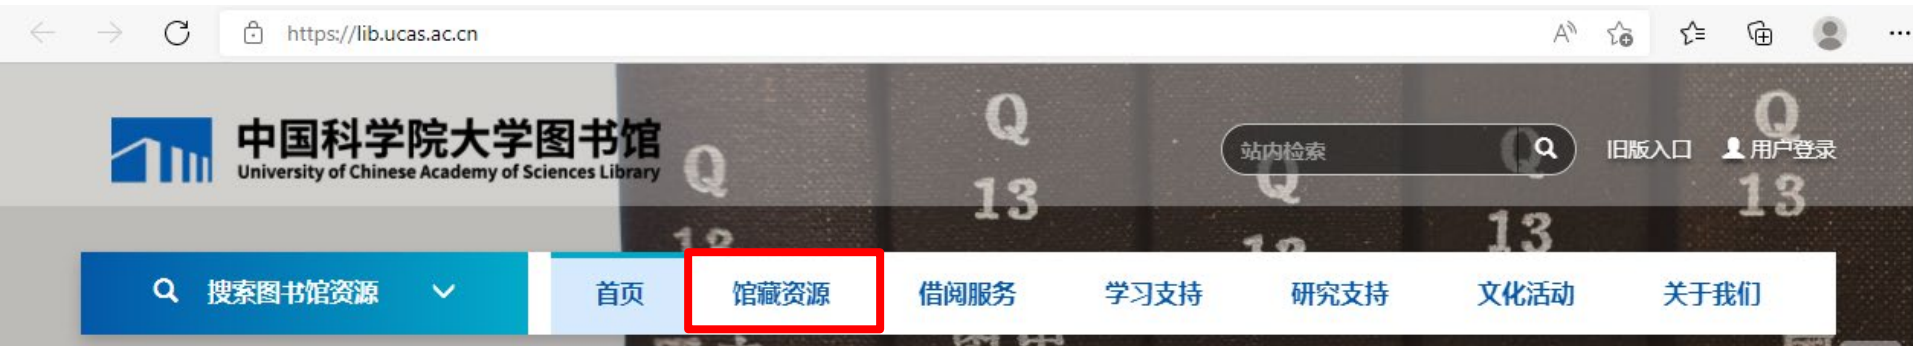 https://lib.ucas.ac.cn
中国科学院大学图书馆
University of Chinese Academy of Sciences Library
站内检索
旧版入口
用户登录
Q
Q
Q
Q
Q
13
13
13
搜索图书馆资源
首页
馆藏资源
借阅服务
学习支持
研究支持
文化活动
关于我们